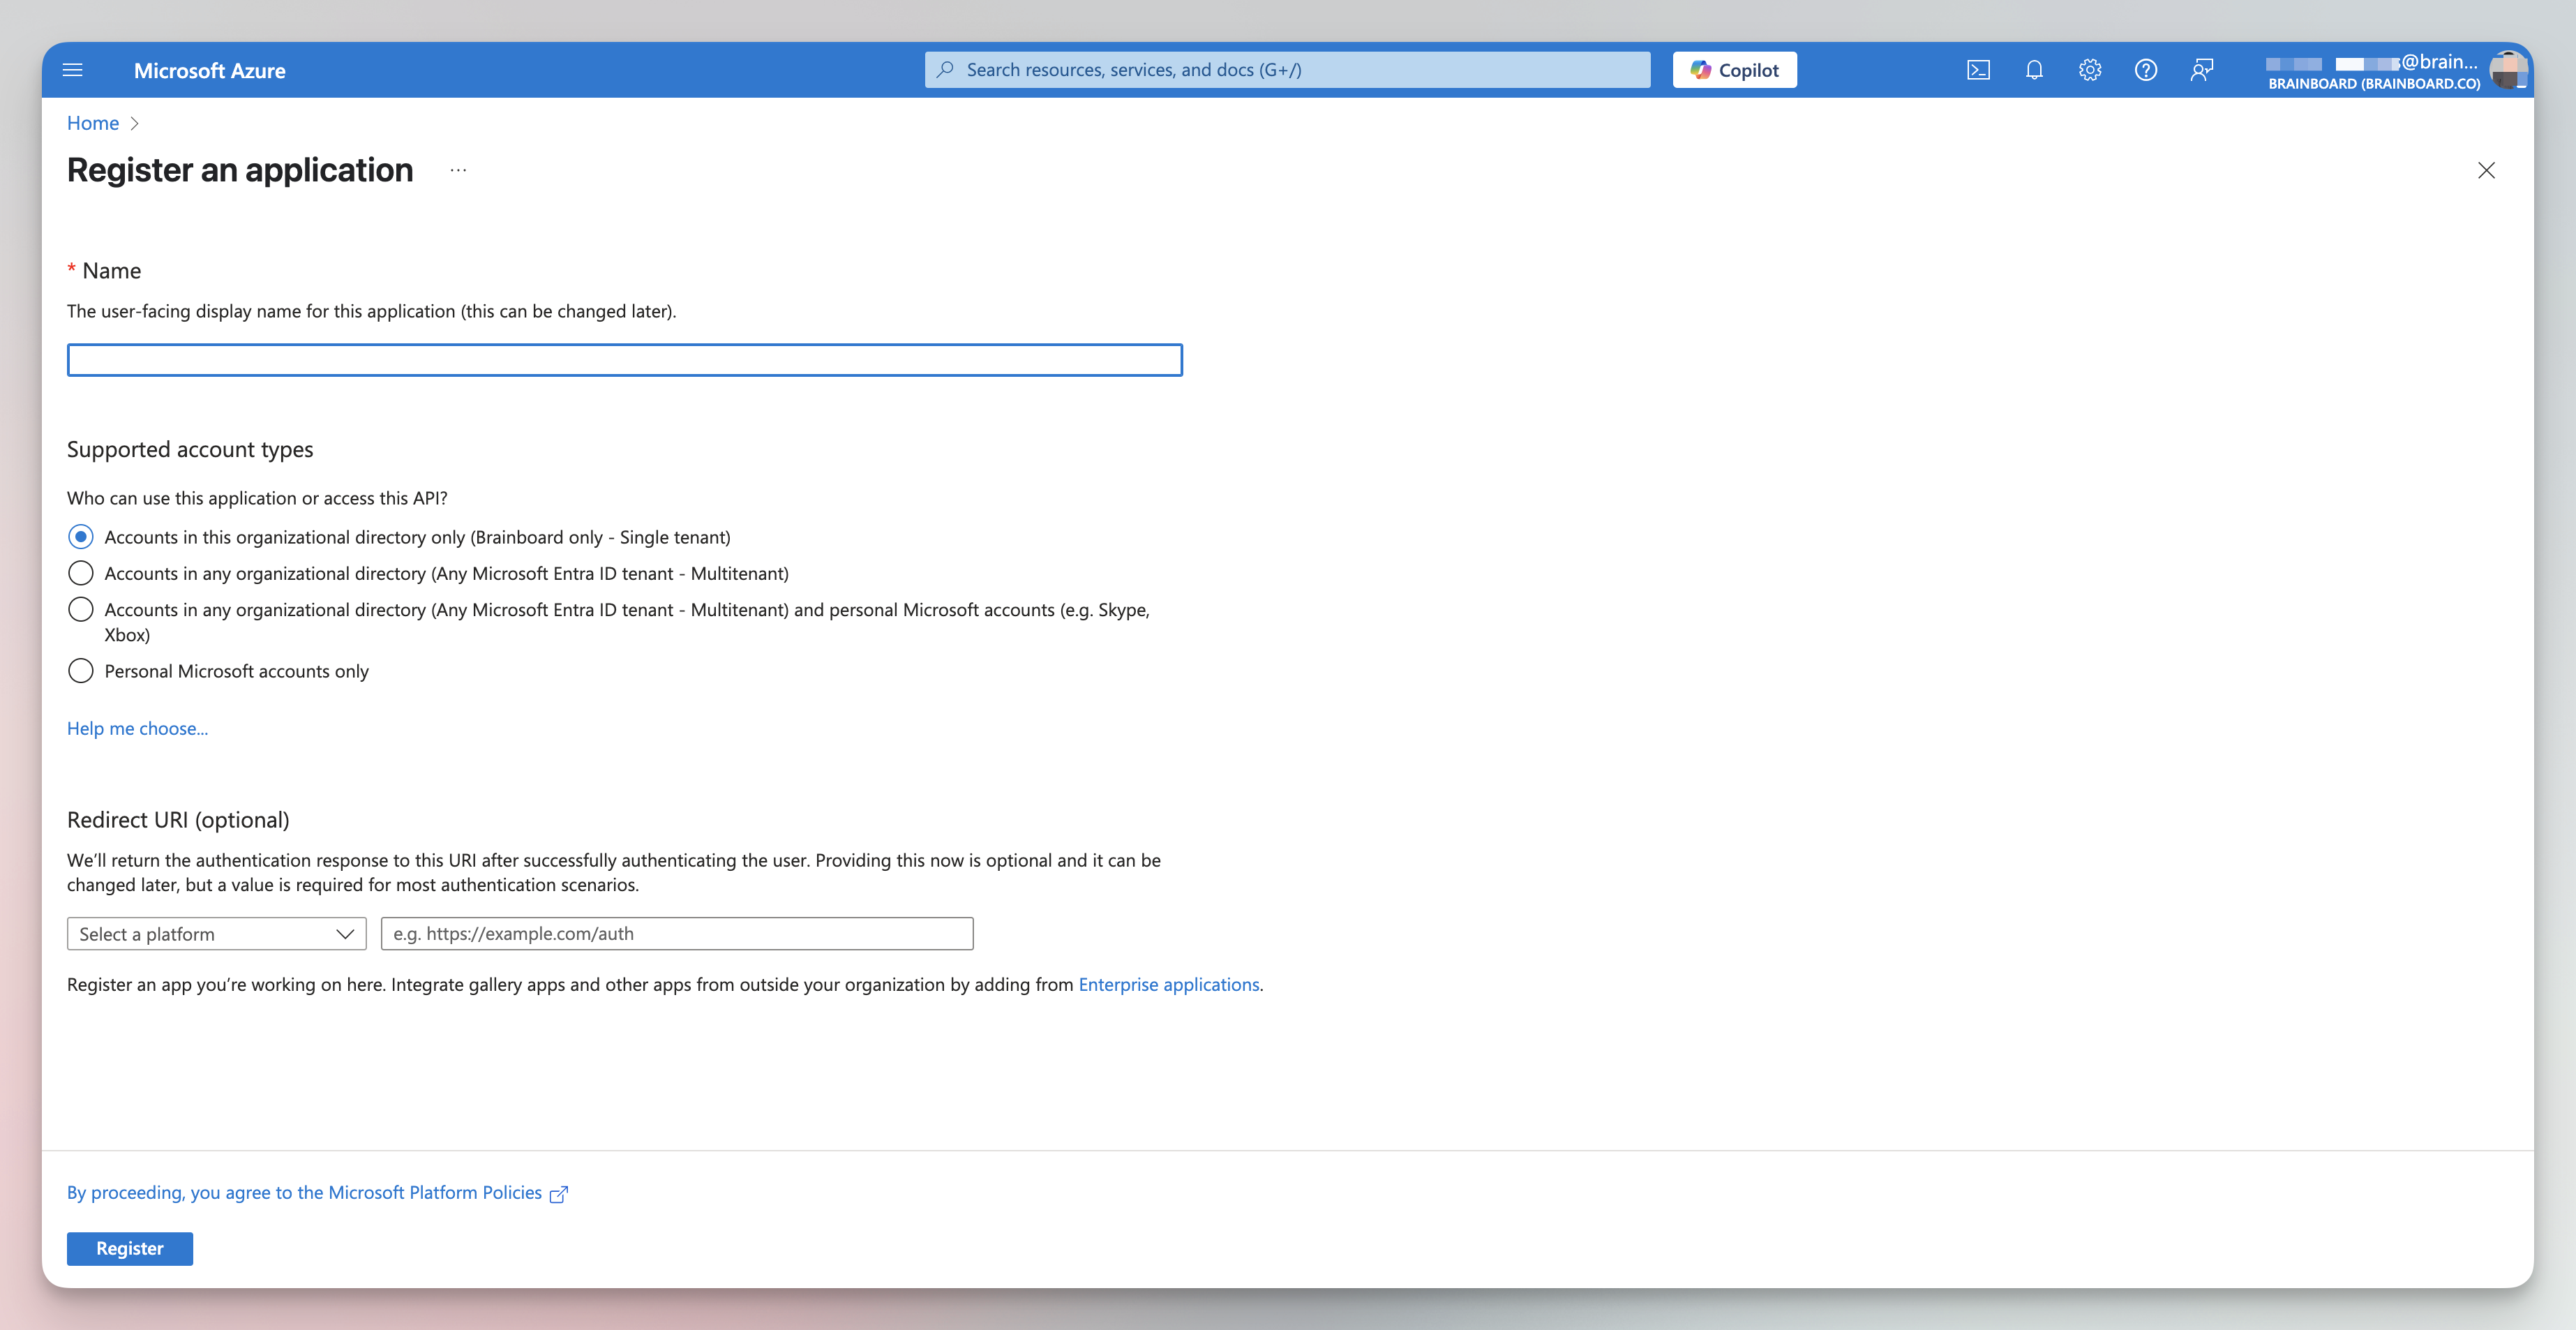 Microsoft Azure
Search resources, services, and docs (G+/)
Copilot
@brain...
BRAINBOARD (BRAINBOARD.CO)
Home
Register an application
...
* Name
The user-facing display name for this application (this can be changed later).
Supported account types
Who can use this application or access this API?
Accounts in this organizational directory only (Brainboard only - Single tenant)
Accounts in any organizational directory (Any Microsoft Entra ID tenant - Multitenant)
Accounts in any organizational directory (Any Microsoft Entra ID tenant - Multitenant) and personal Microsoft accounts (e.g. Skype,
Xbox)
Personal Microsoft accounts only
Help me choose...
Redirect URI (optional)
We’ll return the authentication response to this URI after successfully authenticating the user. Providing this now is optional and it can be
changed later, but a value is required for most authentication scenarios.
Select a platform
e.g. https://example.com/auth
Register an app you’re working on here. Integrate gallery apps and other apps from outside your organization by adding from Enterprise applications.
By proceeding, you agree to the Microsoft Platform Policies
Register